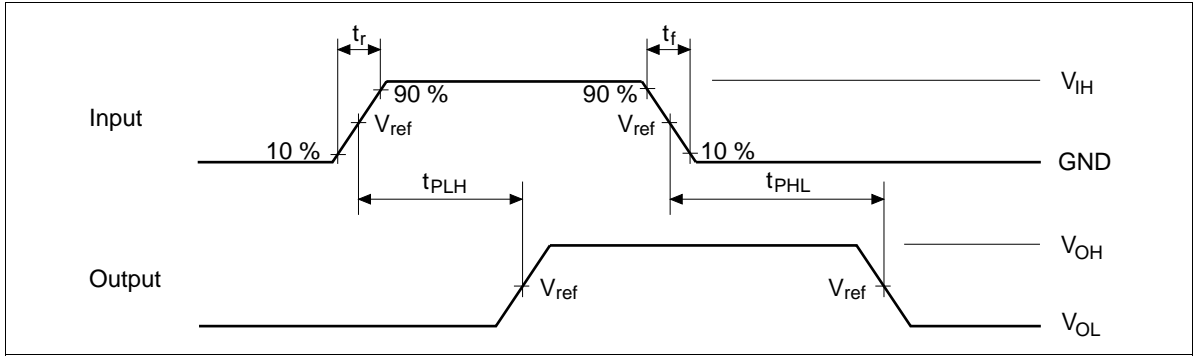 tr
tf
VIH
90 %
90 %
Input
Vref
Vref
10 %
10 %
GND
tPLH
tPHL
VOH
Output
Vref
Vref
VOL